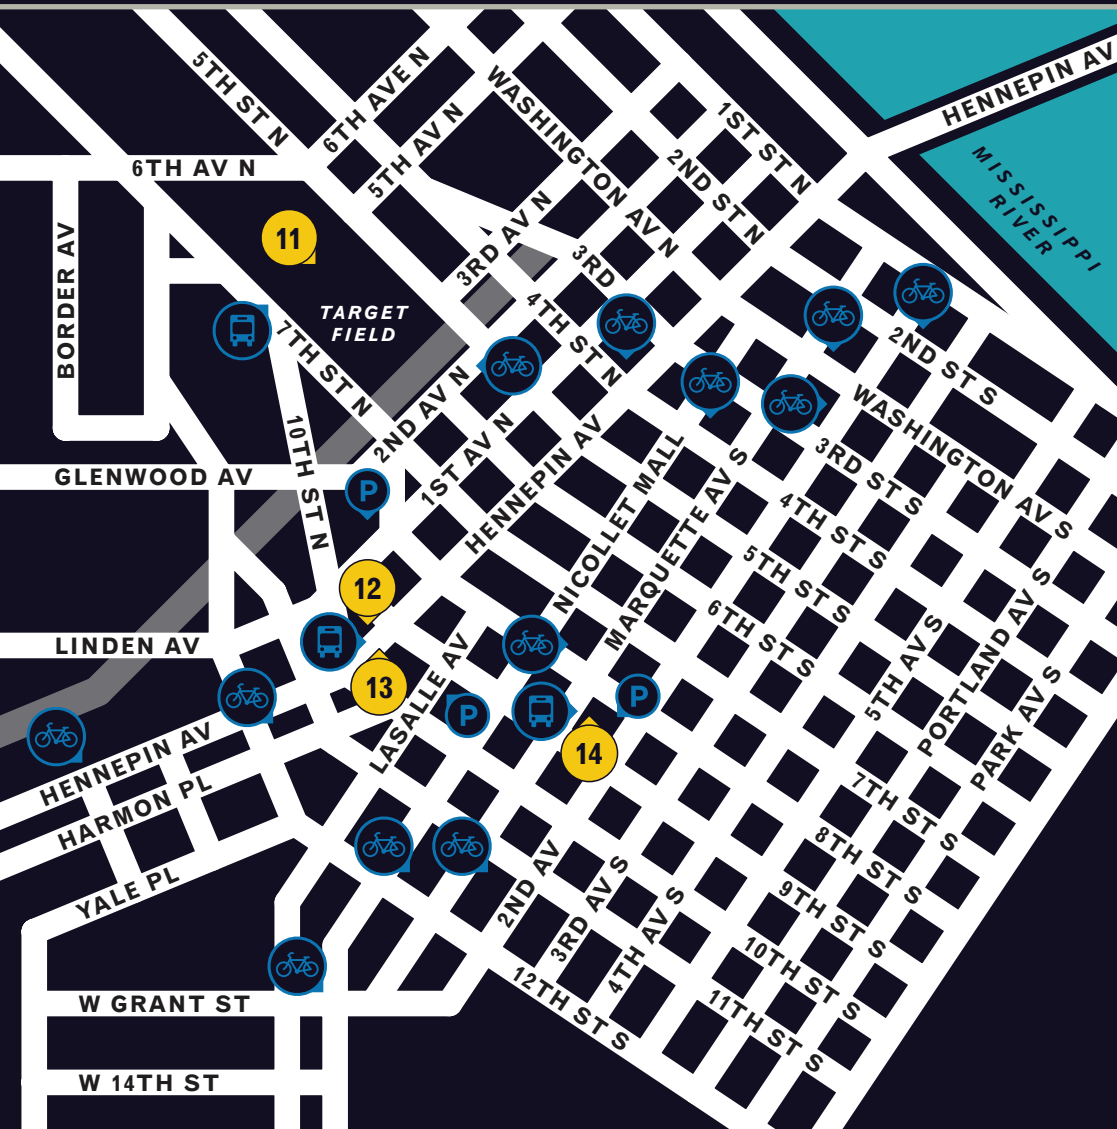 HENNEPIN AV
5TH ST N
6TH AVE N
WASHINGTON AV N
1ST ST N
5TH AV N
2ND ST N
6TH AV N
MISSISSIPPI
RIVER
11
3RD AV N
3RD
BORDER AV
TARGET
FIELD
4TH ST N
7TH ST N
2ND ST S
2ND AV N
WASHINGTON AV S
10TH ST N
1ST AV N
HENNEPIN AV
NICOLLET MALL
MARQUETTE AV S
3RD ST S
GLENWOOD AV
P
4TH ST S
5TH ST S
12
6TH ST S
LINDEN AV
13
LASALLE AV
5TH AV S
PORTLAND AV S
PARK AV S
P
P
14
HENNEPIN AV
HARMON PL
YALE PL
7TH ST S
8TH ST S
9TH ST S
10TH ST S
11TH ST S
12TH ST S
2ND AV
3RD AV S
4TH AV S
W GRANT ST
W 14TH ST